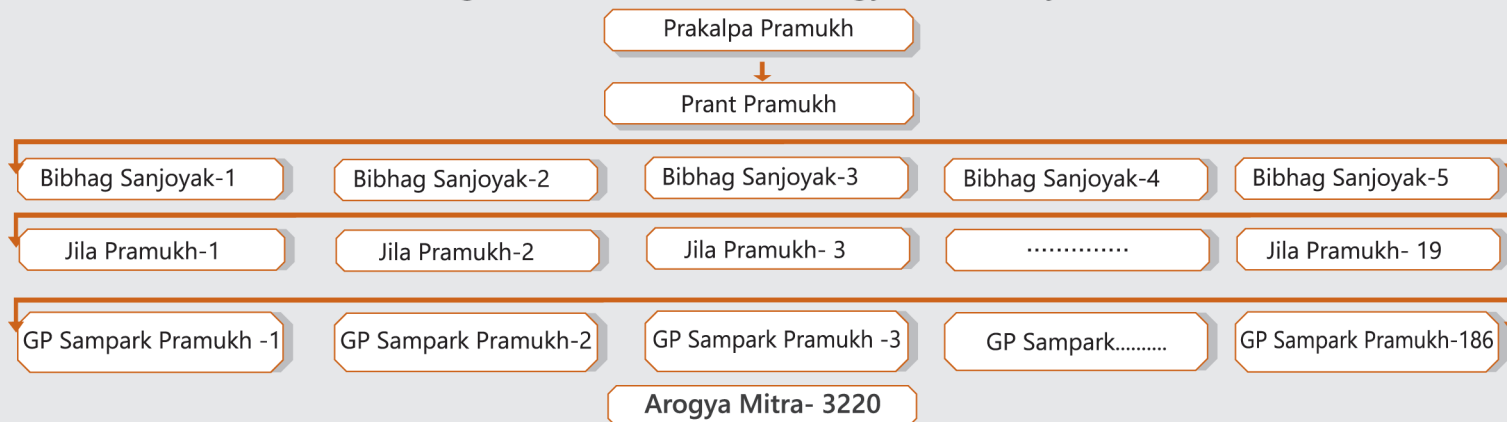 Prakalpa Pramukh
Prant Pramukh
Bibhag Sanjoyak-1
Bibhag Sanjoyak-2
Bibhag Sanjoyak-3
Bibhag Sanjoyak-4
Bibhag Sanjoyak-5
Jila Pramukh-1
Jila Pramukh-2
Jila Pramukh- 3
..............
Jila Pramukh- 19
GP Sampark Pramukh -1
GP Sampark Pramukh-2
GP Sampark Pramukh -3
GP Sampark..........
GP Sampark Pramukh-186
Arogya Mitra- 3220